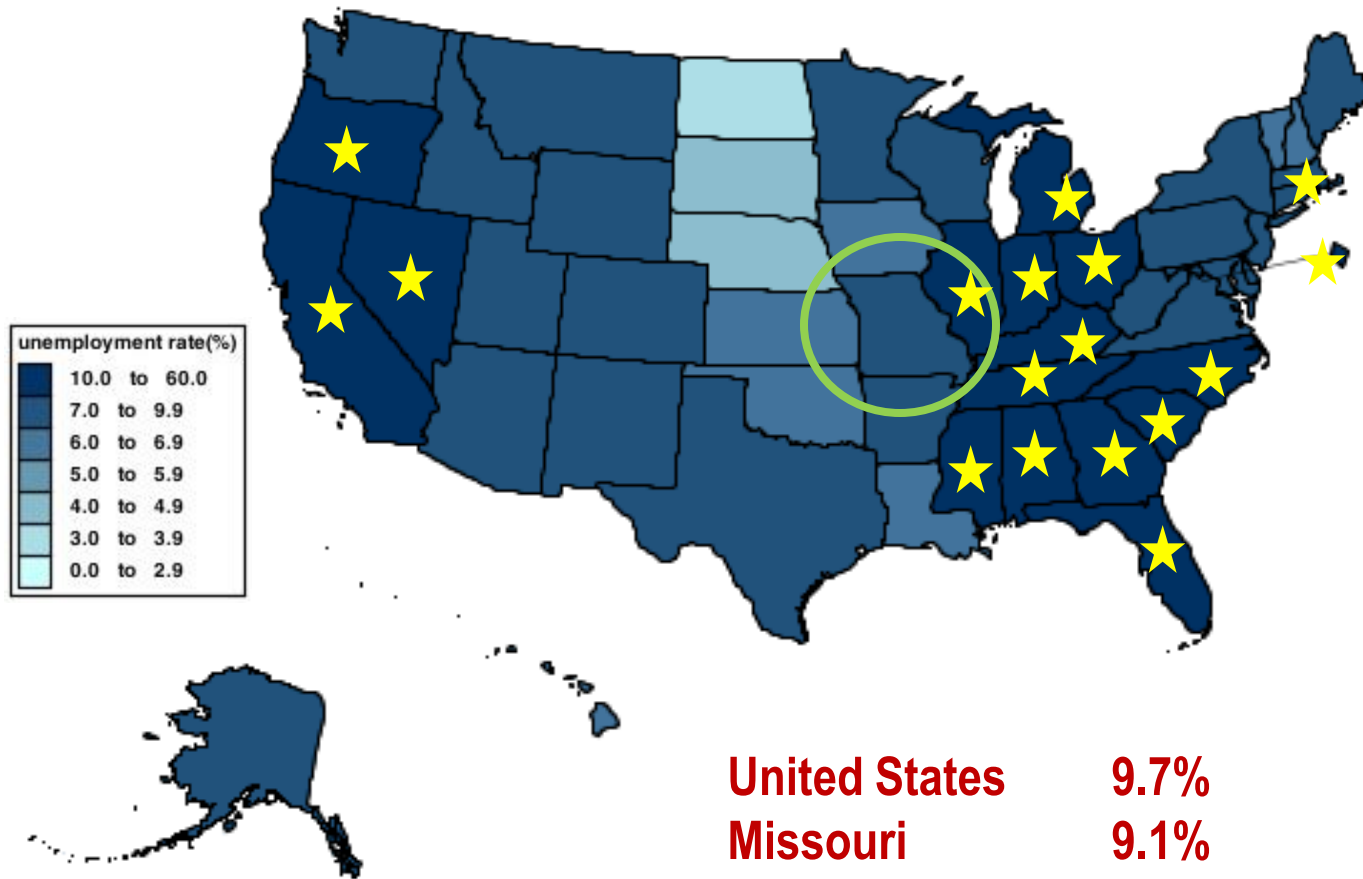 unemployment rate(%)
10.0 to 60.0
7.0 to 9.9
6.0 to 6.9
5.0 to 5.9
4.0 to 4.9
3.0 to 3.9
0.0 to 2.9
United States 9.7%
Missouri 9.1%